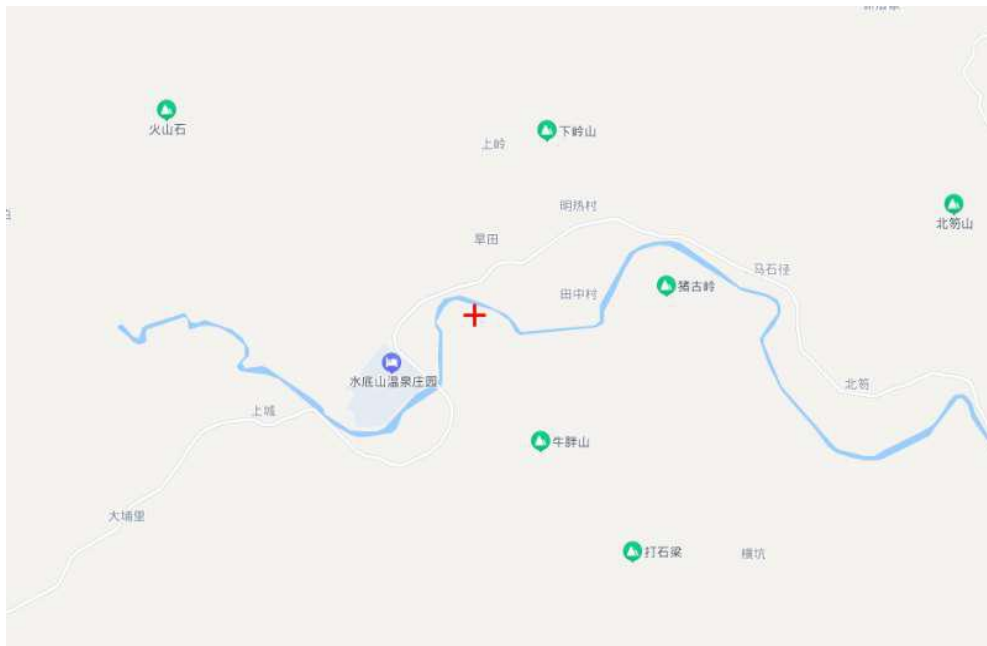 火山石
下岭山
上岭
明热村
北笏山
旱田
马石径
田中村
猪古岭
水底山温泉庄园
北笏
上城
牛胖山
大埔里
打石梁
横坑